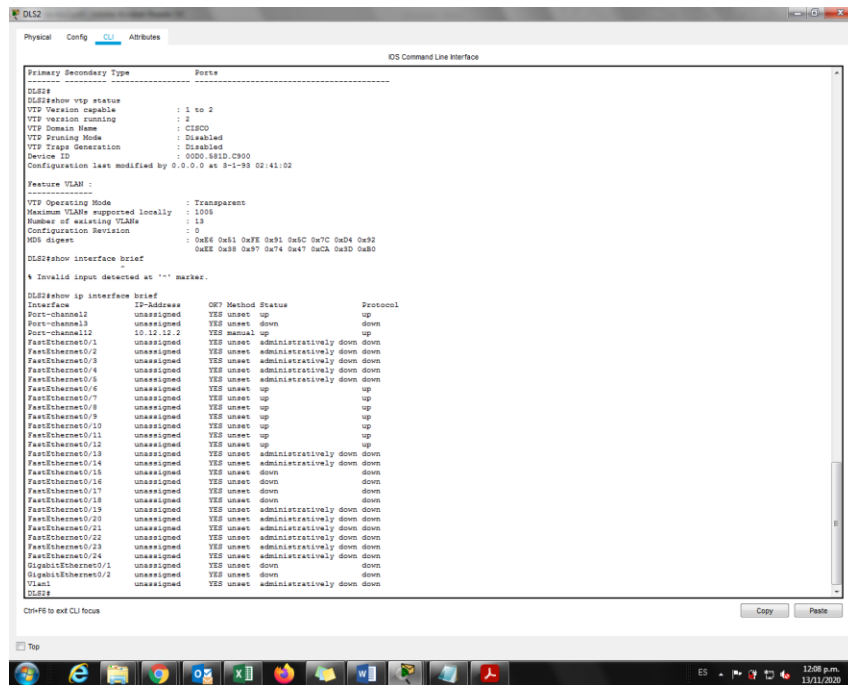 DLS2
Physical Config CLI Attributes
IOS Command Line Interface
Primary Secondary Type Ports
------- --------- ----------------- ------------------------------------------
DLS2#
DLS2#show vtp status
VTP Version capable : 1 to 2
VTP version running : 2
VTP Domain Name : CISCO
VTP Pruning Mode : Disabled
VTP Traps Generation : Disabled
Device ID : 00D0.581D.C900
Configuration last modified by 0.0.0.0 at 3-1-93 02:41:02
Feature VLAN :
--------------
VTP Operating Mode : Transparent
Maximum VLANs supported locally : 1005
Number of existing VLANs : 13
Configuration Revision : 0
MD5 digest : 0xE6 0x51 0xFE 0x91 0x5C 0x7C 0xD4 0x92
0xEE 0x38 0x97 0x74 0x47 0xCA 0x3D 0xB0
DLS2#show interface brief
^
% Invalid input detected at '^' marker.
DLS2#show ip interface brief
Interface IP-Address OK? Method Status Protocol
Port-channel2 unassigned YES unset up up
Port-channel3 unassigned YES unset down down
Port-channel12 10.12.12.2 YES manual up up
FastEthernet0/1 unassigned YES unset administratively down down
FastEthernet0/2 unassigned YES unset administratively down down
FastEthernet0/3 unassigned YES unset administratively down down
FastEthernet0/4 unassigned YES unset administratively down down
FastEthernet0/5 unassigned YES unset administratively down down
FastEthernet0/6 unassigned YES unset up up
FastEthernet0/7 unassigned YES unset up up
FastEthernet0/8 unassigned YES unset up up
FastEthernet0/9 unassigned YES unset up up
FastEthernet0/10 unassigned YES unset up up
FastEthernet0/11 unassigned YES unset up up
FastEthernet0/12 unassigned YES unset up up
FastEthernet0/13 unassigned YES unset administratively down down
FastEthernet0/14 unassigned YES unset administratively down down
FastEthernet0/15 unassigned YES unset down down
FastEthernet0/16 unassigned YES unset down down
FastEthernet0/17 unassigned YES unset down down
FastEthernet0/18 unassigned YES unset down down
FastEthernet0/19 unassigned YES unset administratively down down
FastEthernet0/20 unassigned YES unset administratively down down
FastEthernet0/21 unassigned YES unset administratively down down
FastEthernet0/22 unassigned YES unset administratively down down
FastEthernet0/23 unassigned YES unset administratively down down
FastEthernet0/24 unassigned YES unset administratively down down
GigabitEthernet0/1 unassigned YES unset down down
GigabitEthernet0/2 unassigned YES unset down down
Vlan1 unassigned YES unset administratively down down
DLS2#
Ctrl+F6 to exit CLI focus
Copy Paste
Top
ES 12:08 p.m.
13/11/2020